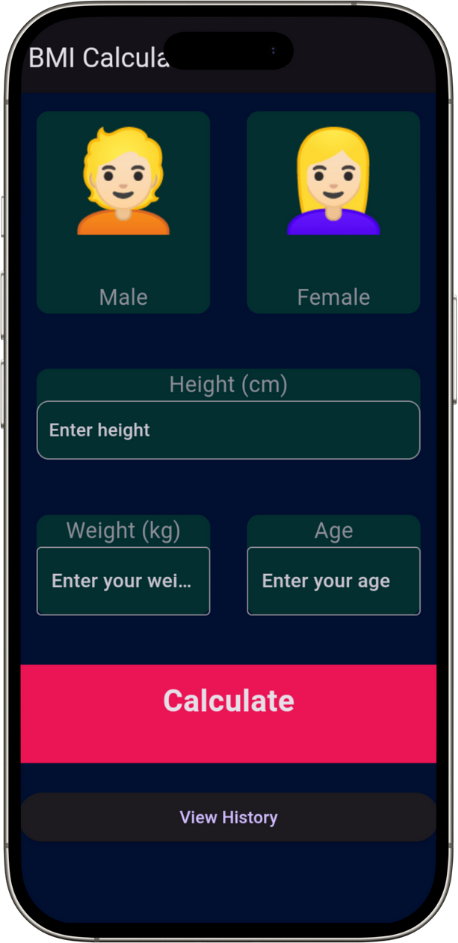 BMI Calcula
Male Female
Height (cm)
Enter height
Weight (kg) Age
Enter your wei... Enter your age
Calculate
View History